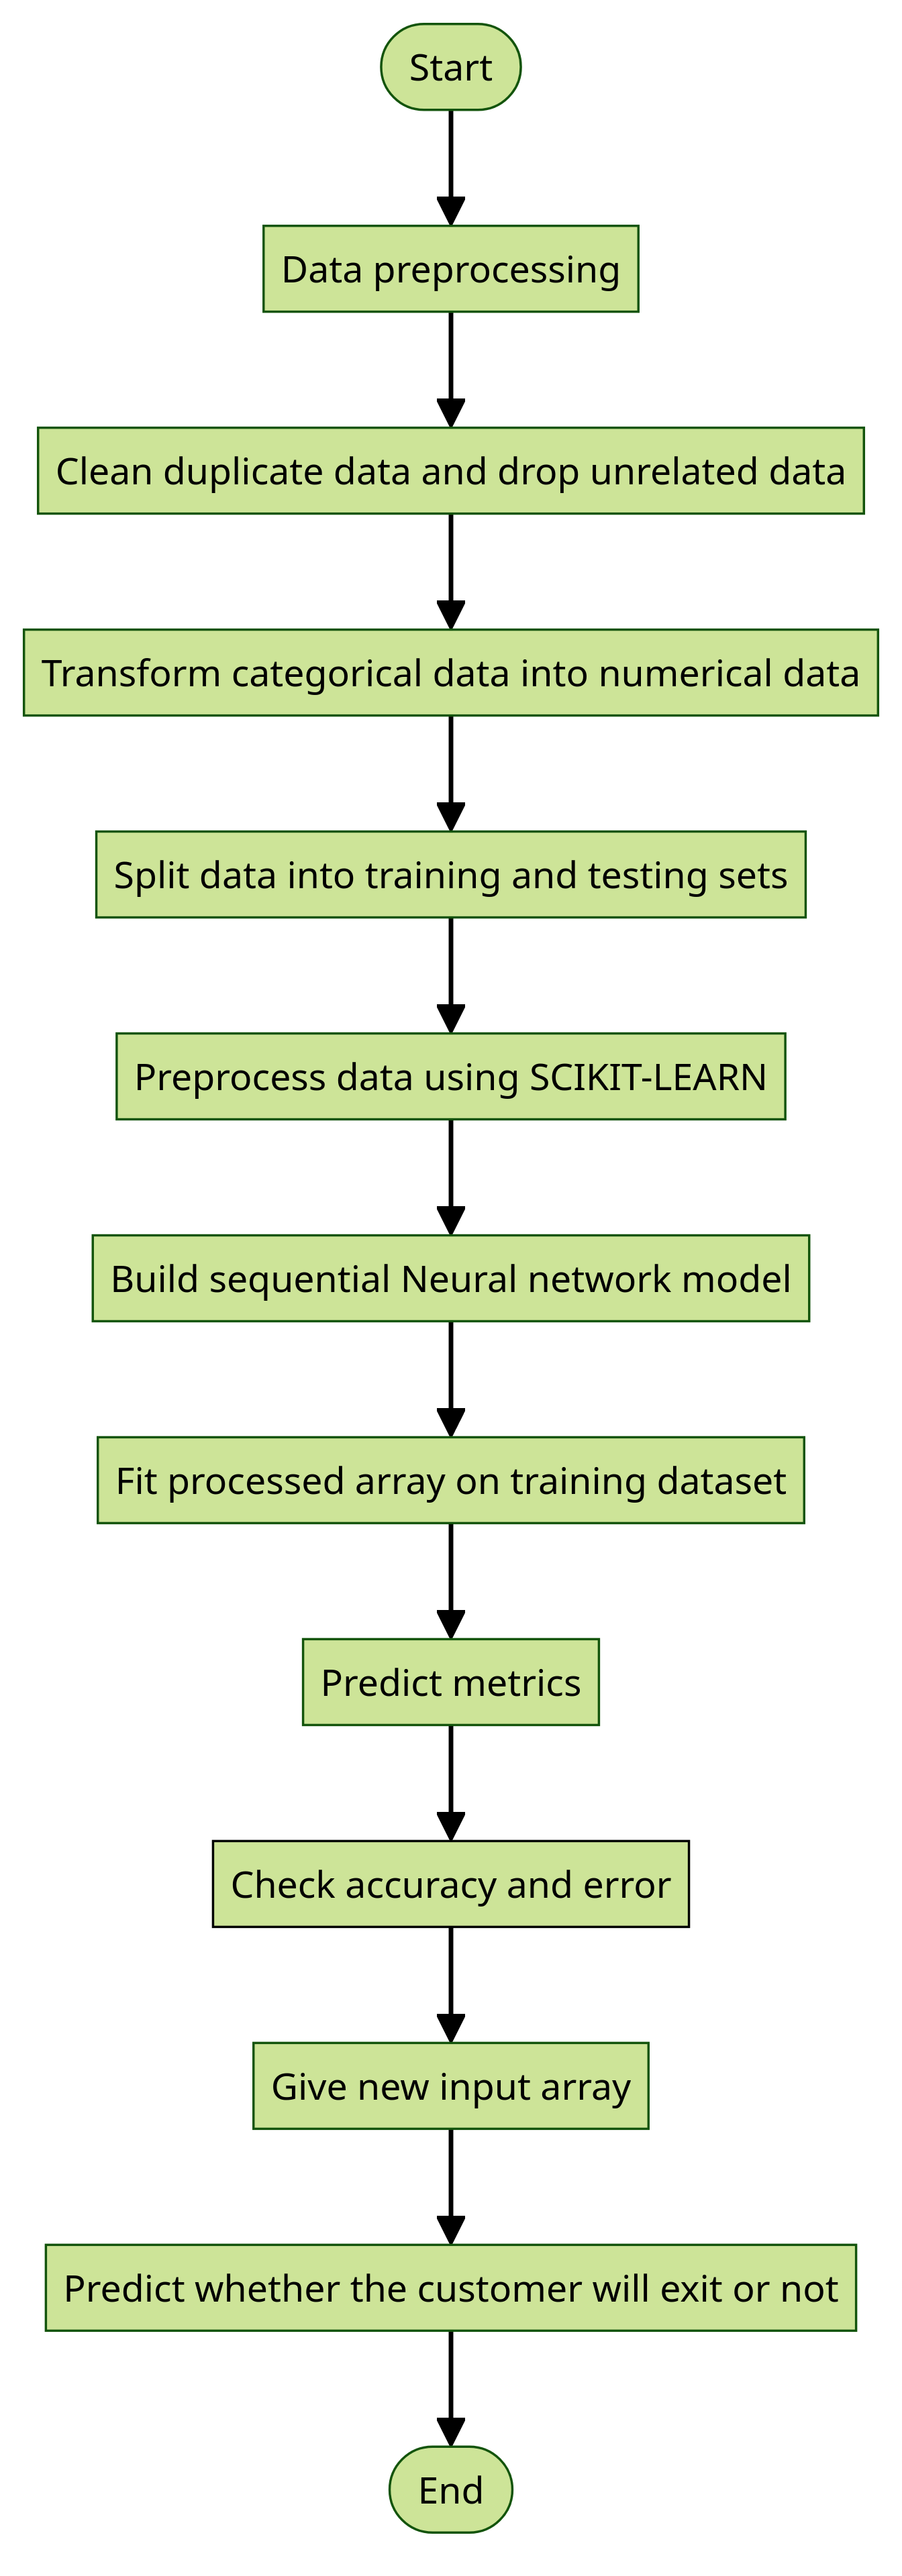 Start
Data preprocessing
Clean duplicate data and drop unrelated data
Transform categorical data into numerical data
Split data into training and testing sets
Preprocess data using SCIKIT-LEARN
Build sequential Neural network model
Fit processed array on training dataset
Predict metrics
Check accuracy and error
Give new input array
Predict whether the customer will exit or not
End